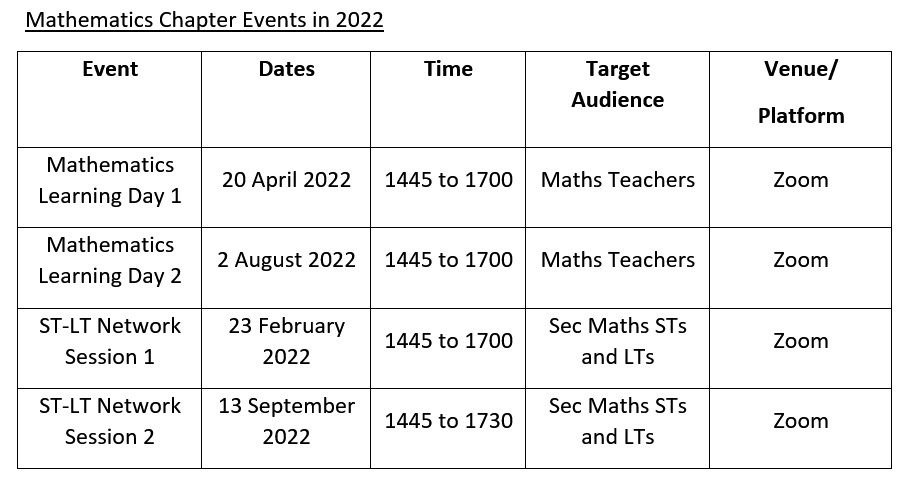 Mathematics Chapter Events in 2022
Event Dates Time Target Audience Venue/ Platform
Mathematics Learning Day 1 20 April 2022 1445 to 1700 Maths Teachers Zoom
Mathematics Learning Day 2 2 August 2022 1445 to 1700 Maths Teachers Zoom
ST-LT Network Session 1 23 February 2022 1445 to 1700 Sec Maths STs and LTs Zoom
ST-LT Network Session 2 13 September 2022 1445 to 1730 Sec Maths STs and LTs Zoom